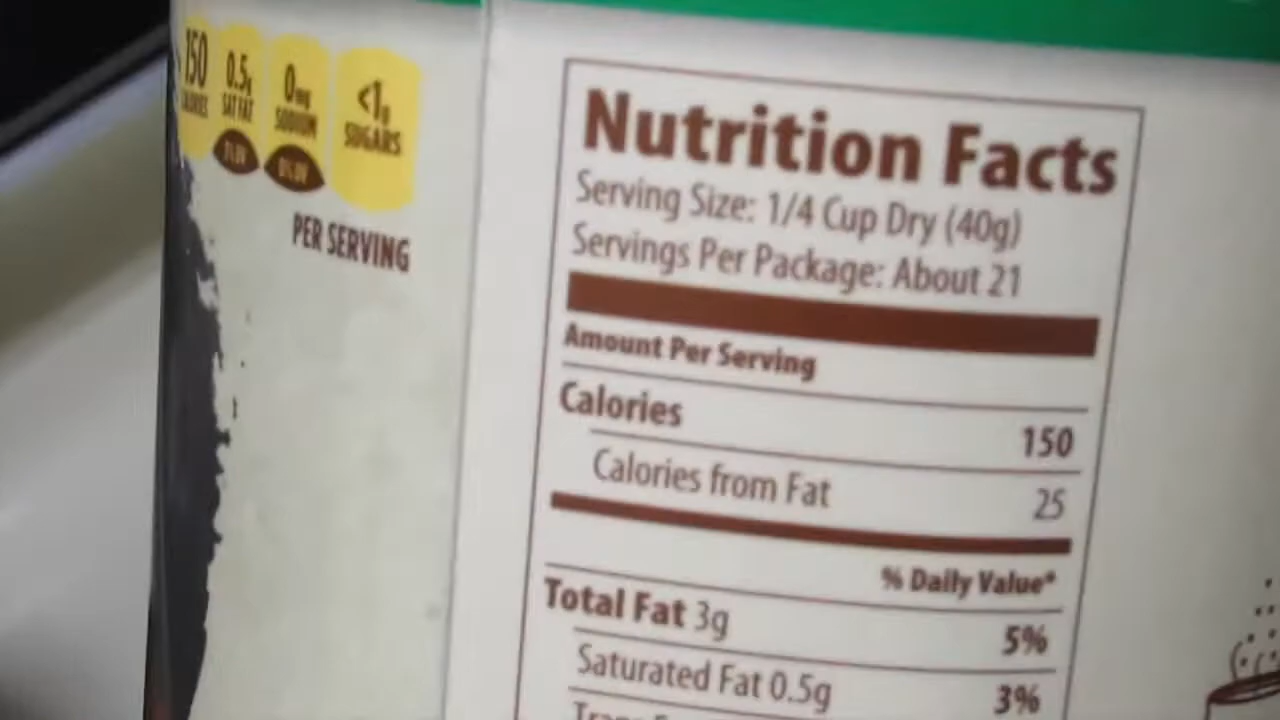 150 0.5g 0mg <1g
CALORIES SAT FAT SODIUM SUGARS
PER SERVING
Nutrition Facts
Serving Size: 1/4 Cup Dry (40g)
Servings Per Package: About 21
Amount Per Serving
Calories 150
Calories from Fat 25
% Daily Value*
Total Fat 3g 5%
Saturated Fat 0.5g 3%